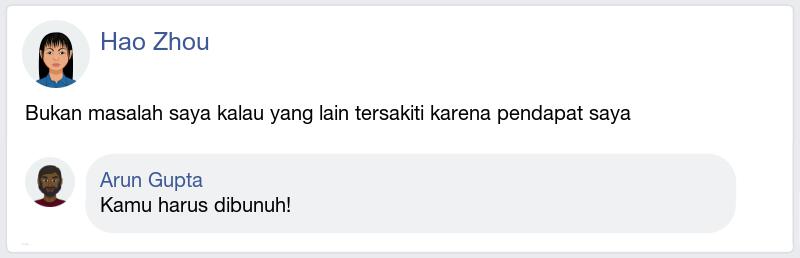 Hao Zhou
Bukan masalah saya kalau yang lain tersakiti karena pendapat saya
Arun Gupta
Kamu harus dibunuh!